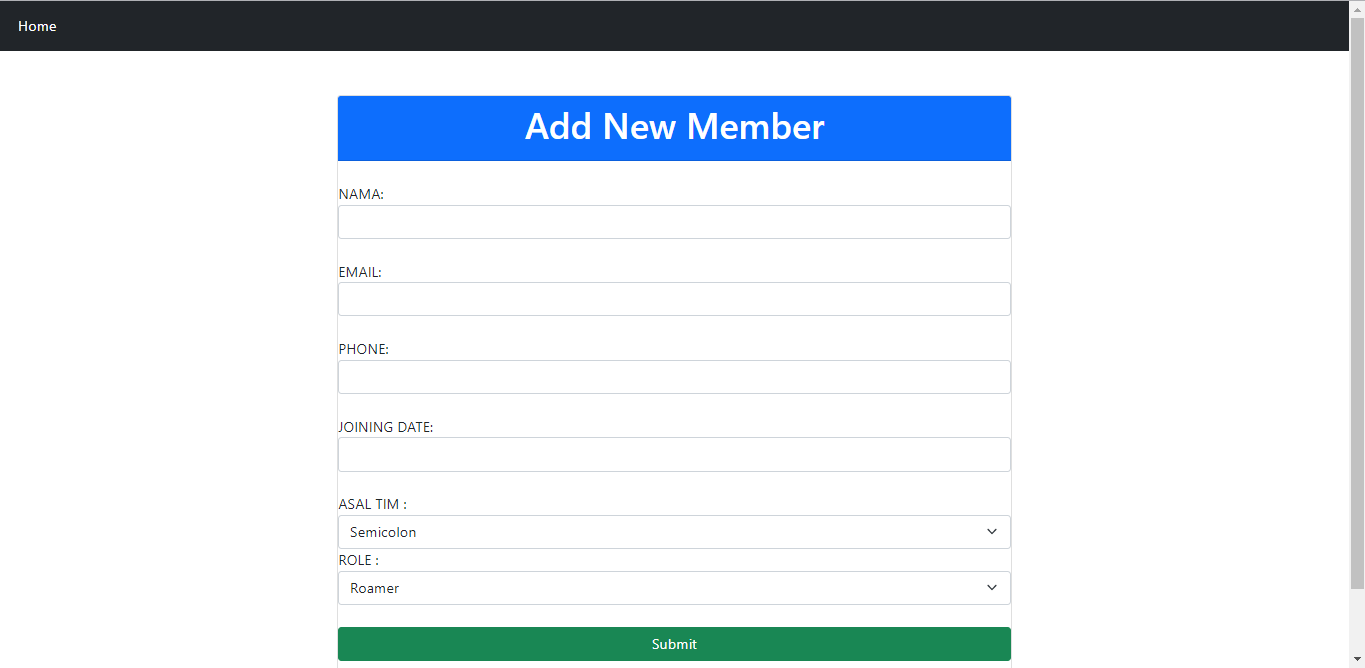 Home
Add New Member
NAMA:
EMAIL:
PHONE:
JOINING DATE:
ASAL TIM :
Semicolon
ROLE :
Roamer
Submit